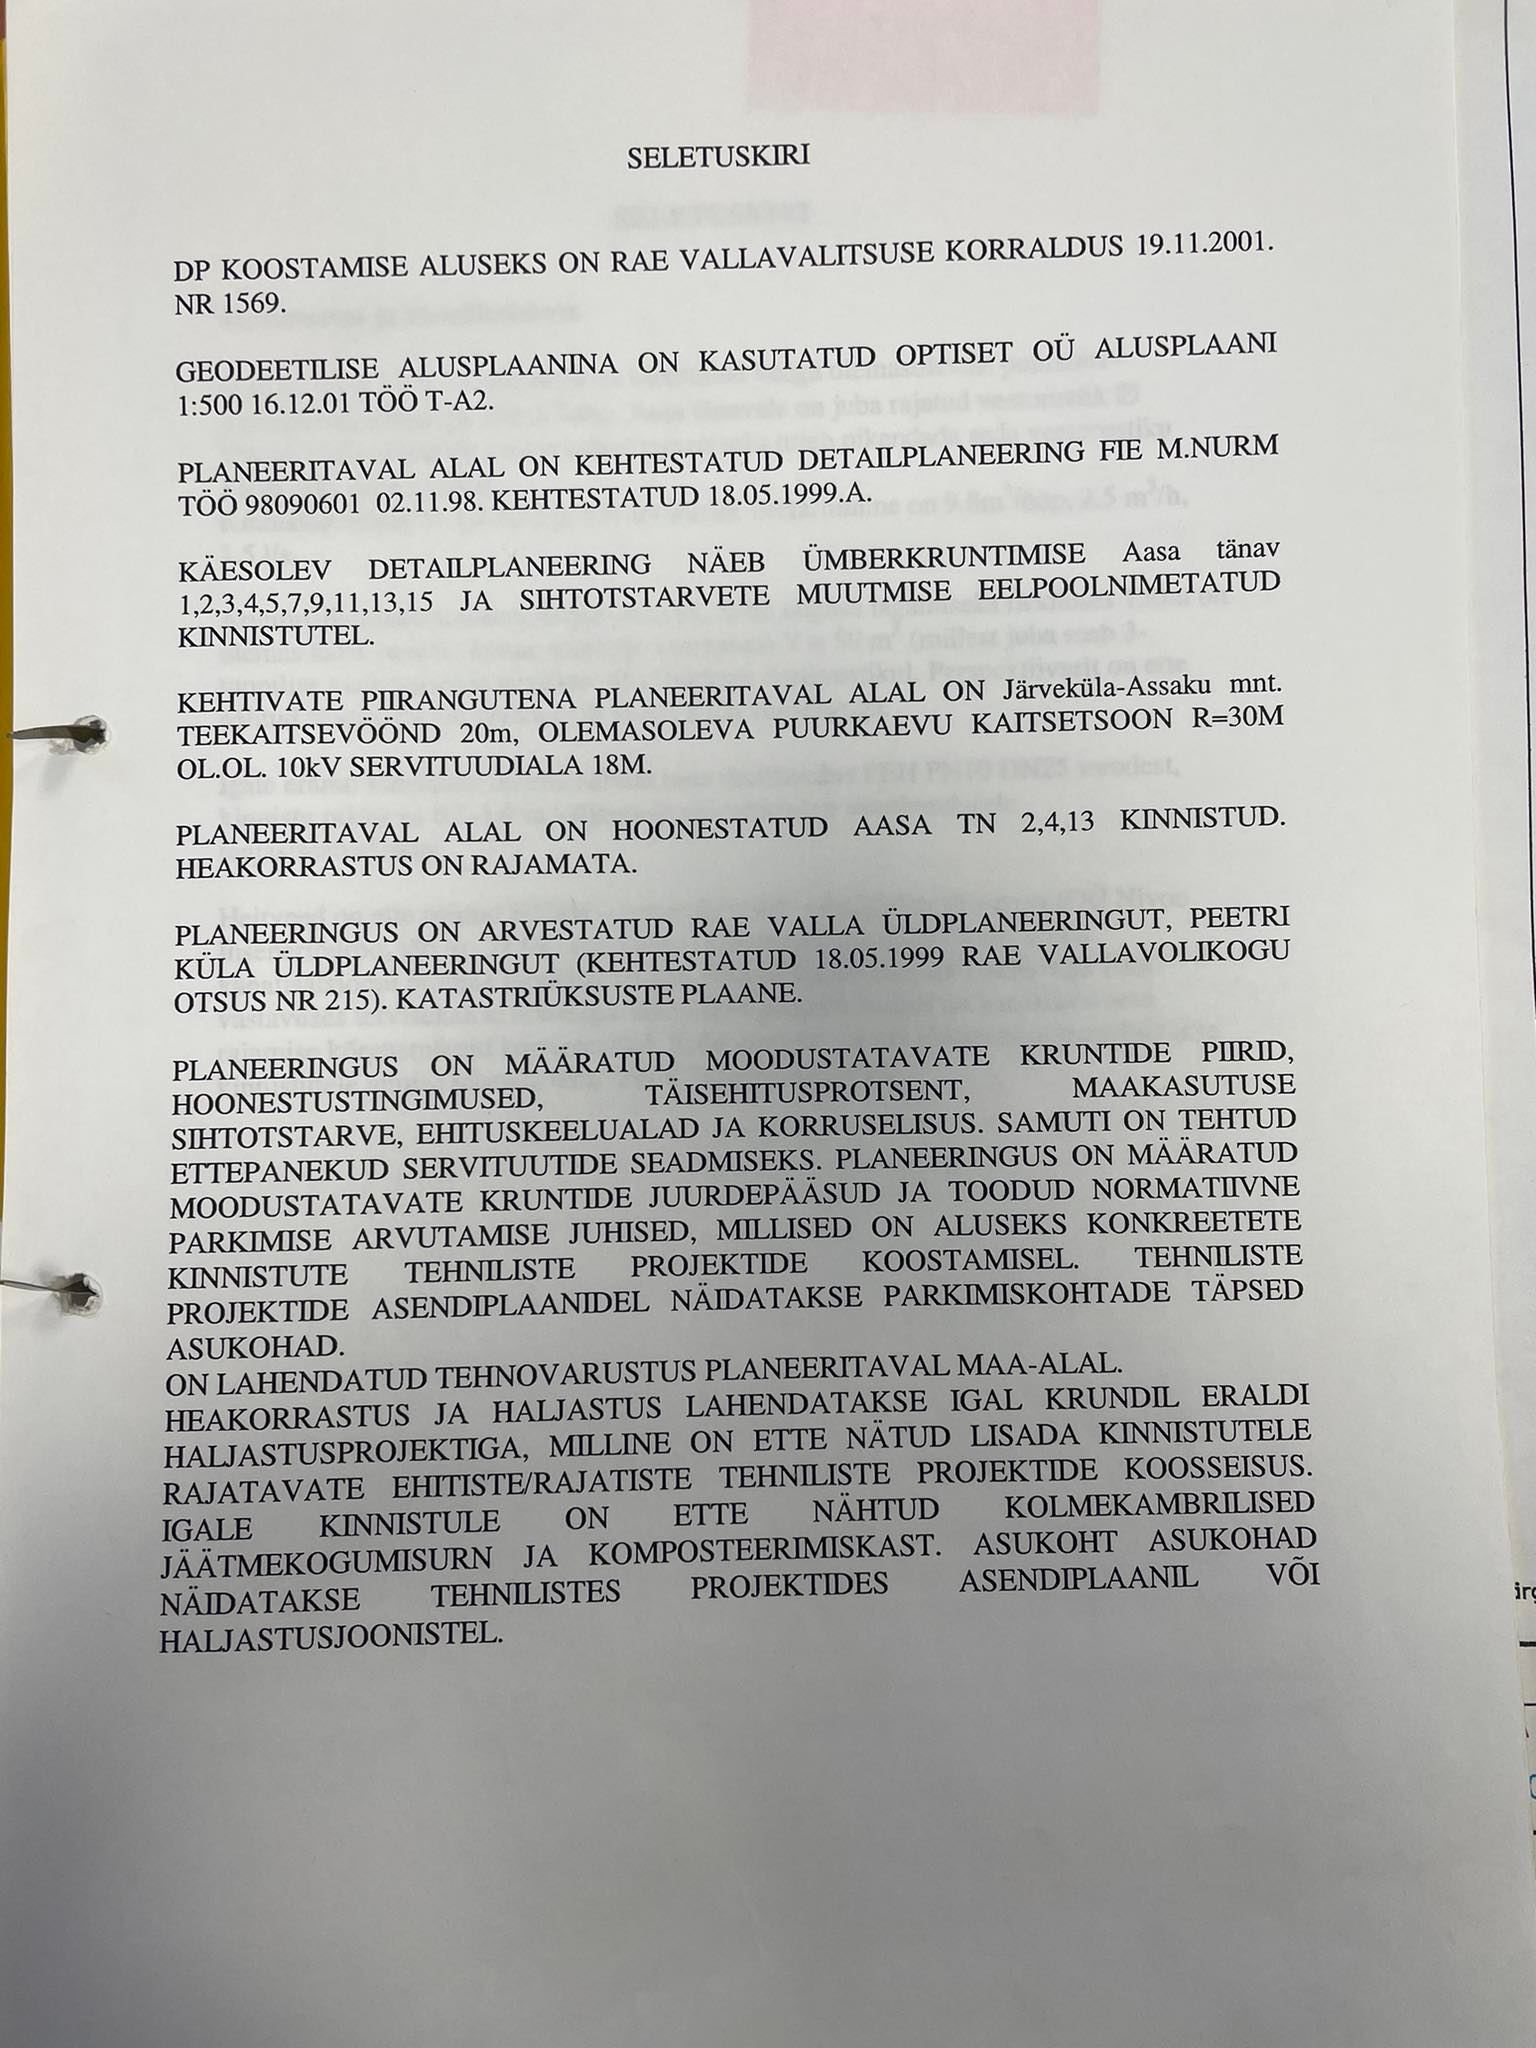 SELETUSKIRI
DP KOOSTAMISE ALUSEKS ON RAE VALLAVALITSUSE KORRALDUS 19.11.2001.
NR 1569.
GEODEETILISE ALUSPLAANINA ON KASUTATUD OPTISET OÜ ALUSPLAANI
1:500 16.12.01 TÖÖ T-A2.
PLANEERITAVAL ALAL ON KEHTESTATUD DETAILPLANEERING FIE M.NURM
TÖÖ 98090601 02.11.98. KEHTESTATUD 18.05.1999.A.
KÄESOLEV DETAILPLANEERING NÄEB ÜMBERKRUNTIMISE Aasa tänav
1,2,3,4,5,7,9,11,13,15 JA SIHTOTSTARVETE MUUTMISE EELPOOLNIMETATUD
KINNISTUTEL.
KEHTIVATE PIIRANGUTENA PLANEERITAVAL ALAL ON Järveküla-Assaku mnt.
TEEKAITSEVÖÖND 20m, OLEMASOLEVA PUURKAEVU KAITSETSOON R=30M
OL.OL. 10kV SERVITUUDIALA 18M.
PLANEERITAVAL ALAL ON HOONESTATUD AASA TN 2,4,13 KINNISTUD.
HEAKORRASTUS ON RAJAMATA.
PLANEERINGUS ON ARVESTATUD RAE VALLA ÜLDPLANEERINGUT, PEETRI
KÜLA ÜLDPLANEERINGUT (KEHTESTATUD 18.05.1999 RAE VALLAVOLIKOGU
OTSUS NR 215). KATASTRIÜKSUSTE PLAANE.
PLANEERINGUS ON MÄÄRATUD MOODUSTATAVATE KRUNTIDE PIIRID,
HOONESTUSTINGIMUSED, TÄISEHITUSPROTSENT, MAAKASUTUSE
SIHTOTSTARVE, EHITUSKEELUALAD JA KORRUSELISUS. SAMUTI ON TEHTUD
ETTEPANEKUD SERVITUUTIDE SEADMISEKS. PLANEERINGUS ON MÄÄRATUD
MOODUSTATAVATE KRUNTIDE JUURDEPÄÄSUD JA TOODUD NORMATIIVNE
PARKIMISE ARVUTAMISE JUHISED, MILLISED ON ALUSEKS KONKREETETE
KINNISTUTE TEHNILISTE PROJEKTIDE KOOSTAMISEL. TEHNILISTE
PROJEKTIDE ASENDIPLAANIDEL NÄIDATAKSE PARKIMISKOHTADE TÄPSED
ASUKOHAD.
ON LAHENDATUD TEHNOVARUSTUS PLANEERITAVAL MAA-ALAL.
HEAKORRASTUS JA HALJASTUS LAHENDATAKSE IGAL KRUNDIL ERALDI
HALJASTUSPROJEKTIGA, MILLINE ON ETTE NÄTUD LISADA KINNISTUTELE
RAJATAVATE EHITISTE/RAJATISTE TEHNILISTE PROJEKTIDE KOOSSEISUS.
IGALE KINNISTULE ON ETTE NÄHTUD KOLMEKAMBRILISED
JÄÄTMEKOGUMISURN JA KOMPOSTEERIMISKAST. ASUKOHT ASUKOHAD
NÄIDATAKSE TEHNILISTES PROJEKTIDES ASENDIPLAANIL VÕI
HALJASTUSJOONISTEL.